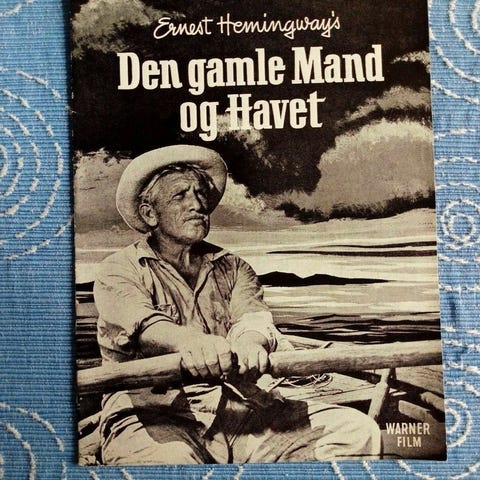 Ernest Hemingway's
Den gamle Mand
og Havet
WARNER
FILM